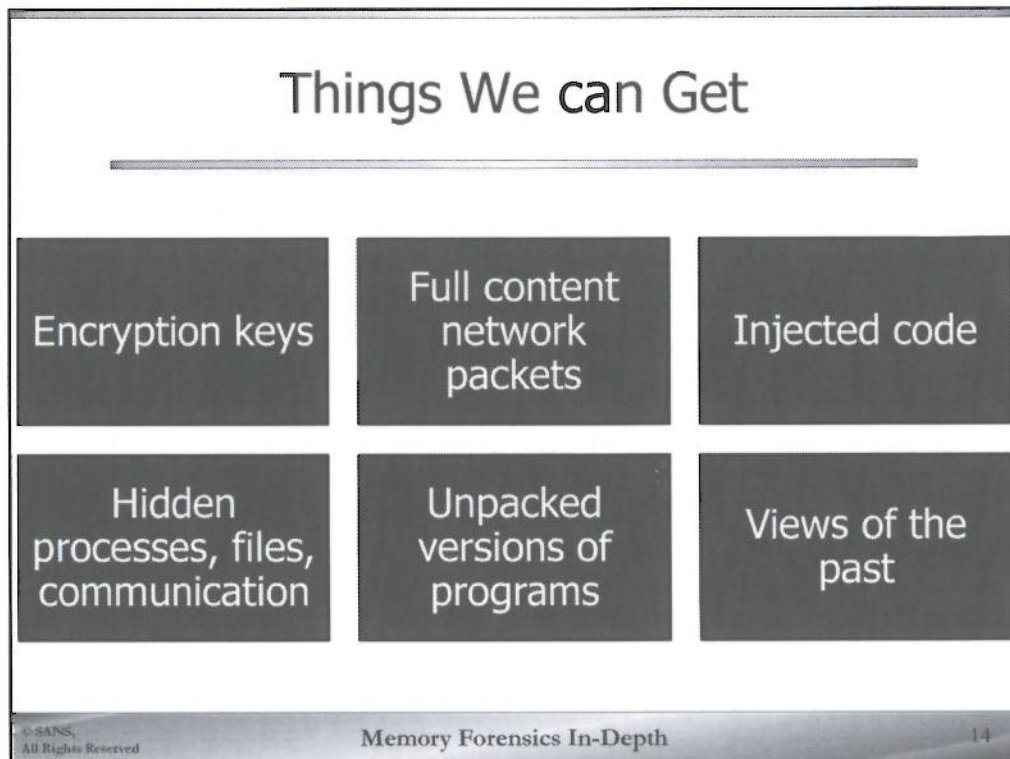 Things We can Get
Encryption keys
Full content
network
packets
Injected code
Hidden
processes, files,
communication
Unpacked
versions of
programs
Views of the
past
© SANS,
All Rights Reserved
Memory Forensics In-Depth
14